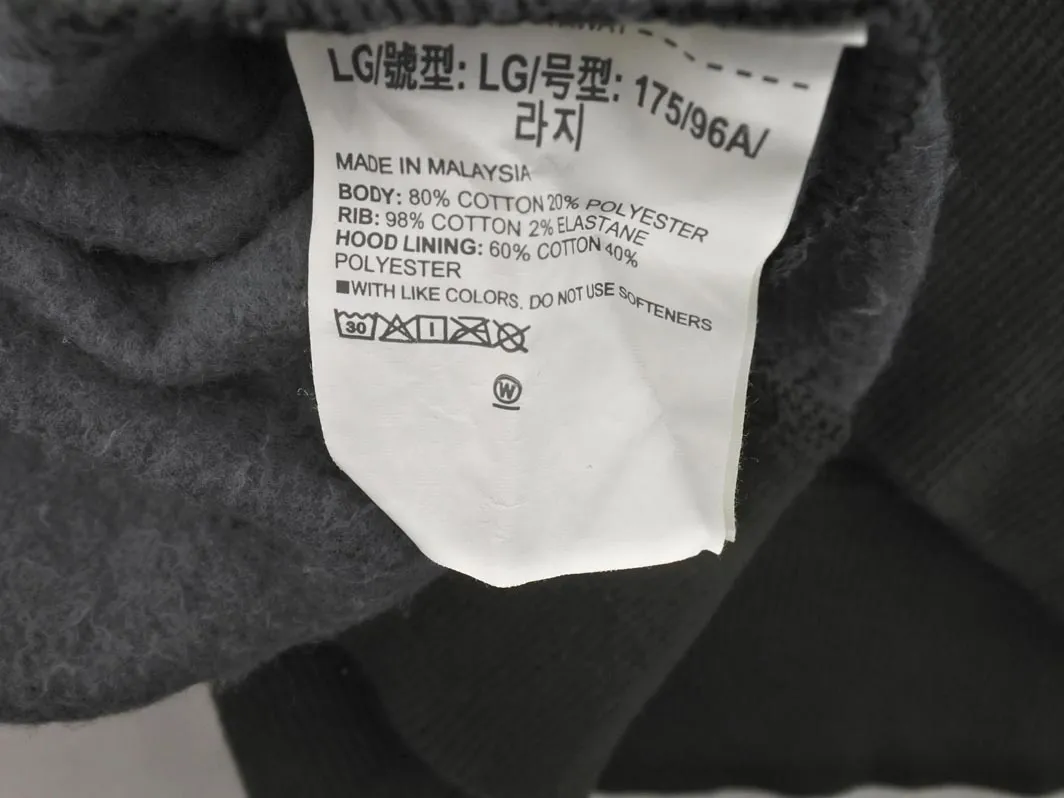 LG/號型: LG/号型: 175/96A/
라지
MADE IN MALAYSIA
BODY: 80% COTTON 20% POLYESTER
RIB: 98% COTTON 2% ELASTANE
HOOD LINING: 60% COTTON 40%
POLYESTER
■WITH LIKE COLORS. DO NOT USE SOFTENERS
30
W